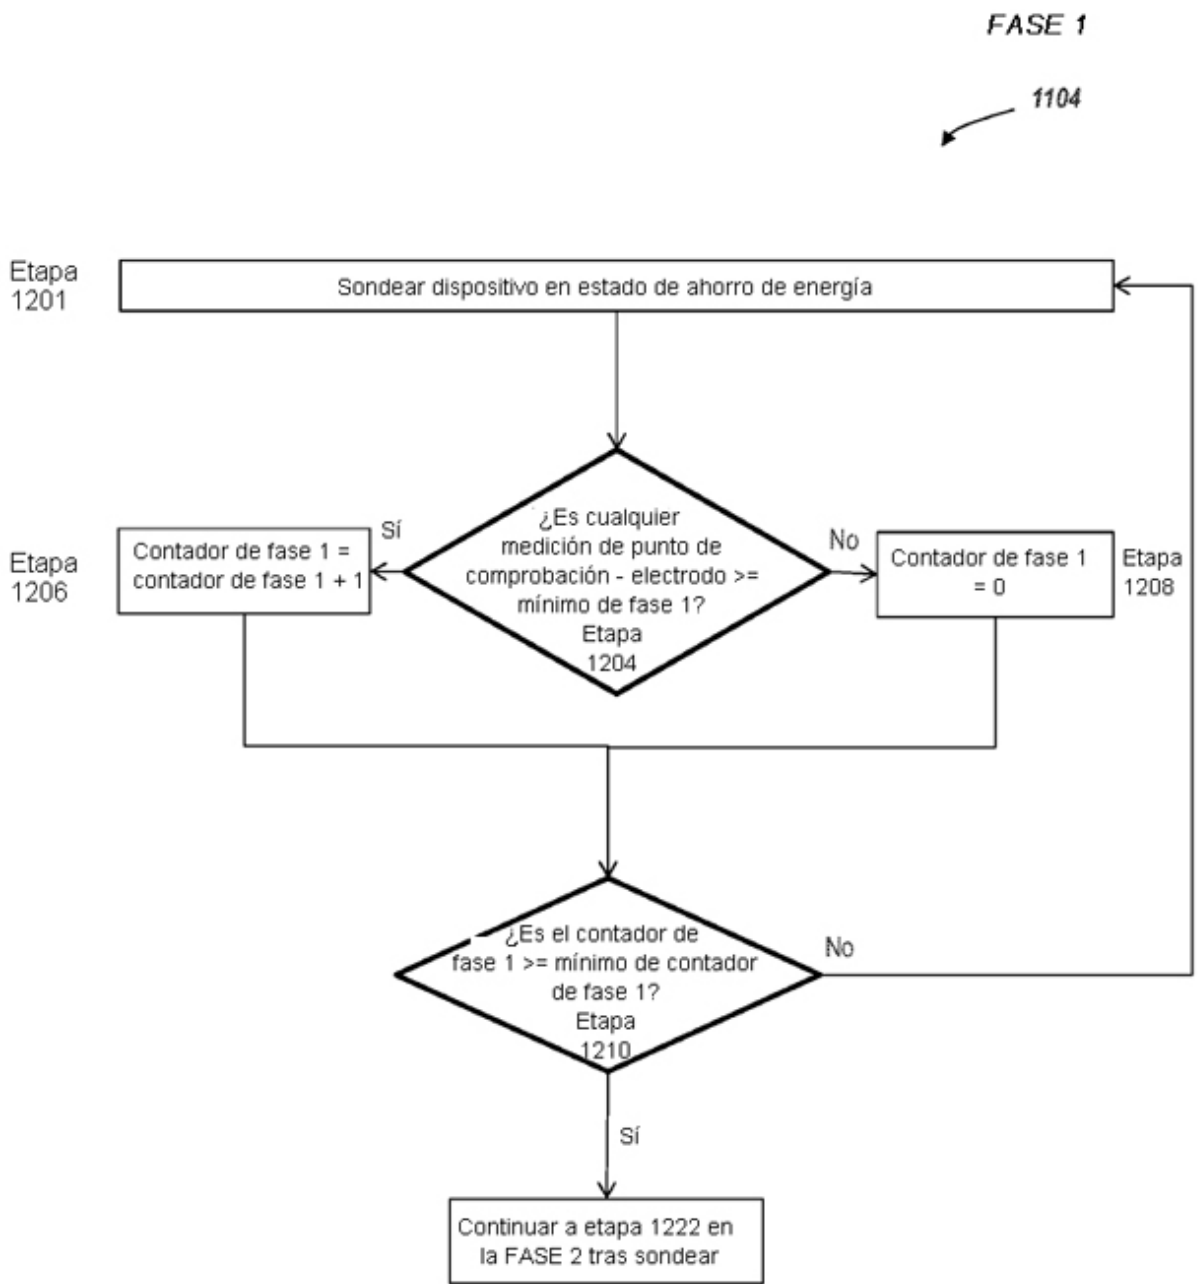 FASE 1
1104
Etapa
1201
Sondear dispositivo en estado de ahorro de energía
Etapa
1206
Contador de fase 1 =
contador de fase 1 + 1
Sí
¿Es cualquier
medición de punto de
comprobación - electrodo >=
mínimo de fase 1?
Etapa
1204
No
Contador de fase 1
= 0
Etapa
1208
¿Es el contador de
fase 1 >= mínimo de contador
de fase 1?
Etapa
1210
No
Sí
Continuar a etapa 1222 en
la FASE 2 tras sondear